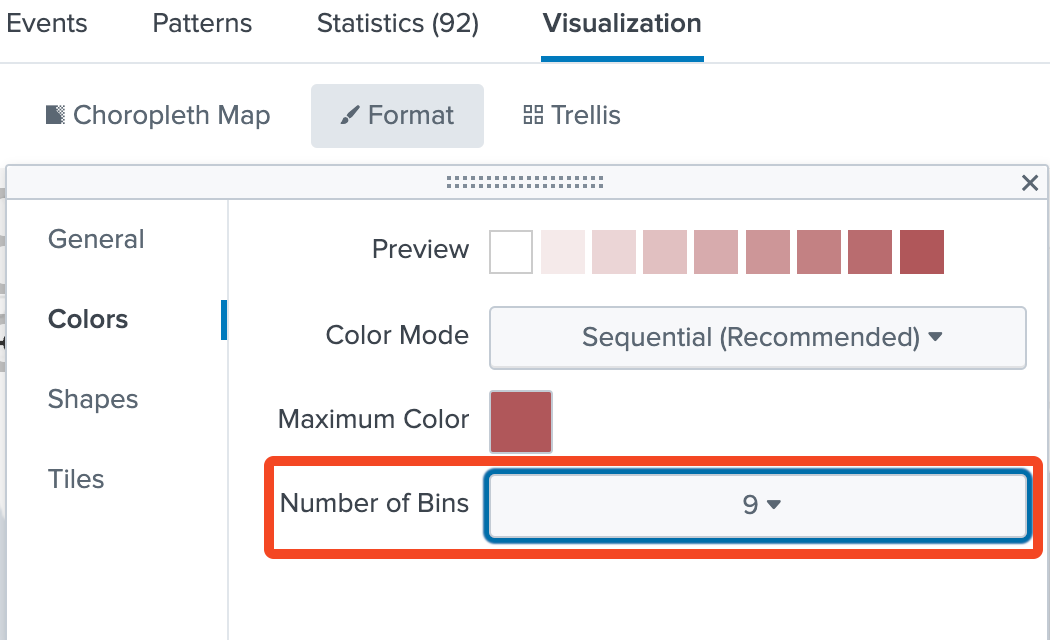 Events Patterns Statistics (92) Visualization
Choropleth Map Format Trellis
General
Colors
Shapes
Tiles
Preview
Color Mode Sequential (Recommended)
Maximum Color
Number of Bins 9